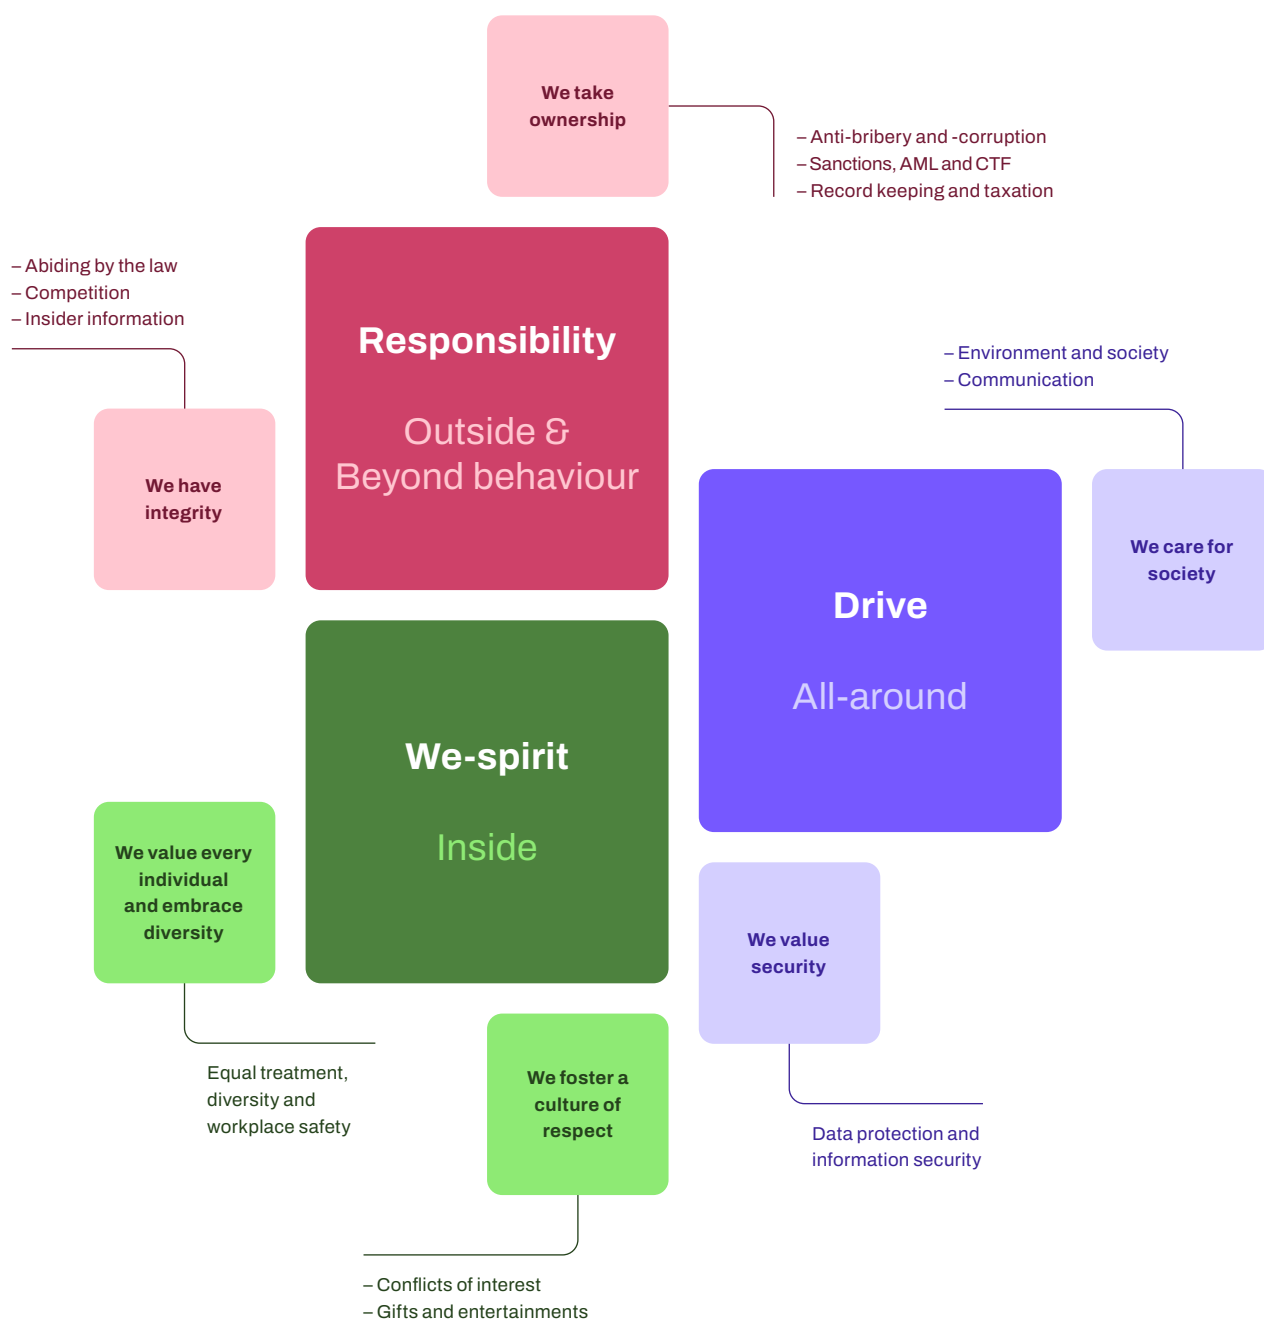 We take
ownership
– Anti-bribery and -corruption
– Sanctions, AML and CTF
– Record keeping and taxation
– Abiding by the law
– Competition
– Insider information
We have
integrity
Responsibility
Outside &
Beyond behaviour
– Environment and society
– Communication
We care for
society
Drive
All-around
We-spirit
Inside
We value every
individual
and embrace
diversity
Equal treatment,
diversity and
workplace safety
We foster a
culture of
respect
– Conflicts of interest
– Gifts and entertainments
We value
security
Data protection and
information security